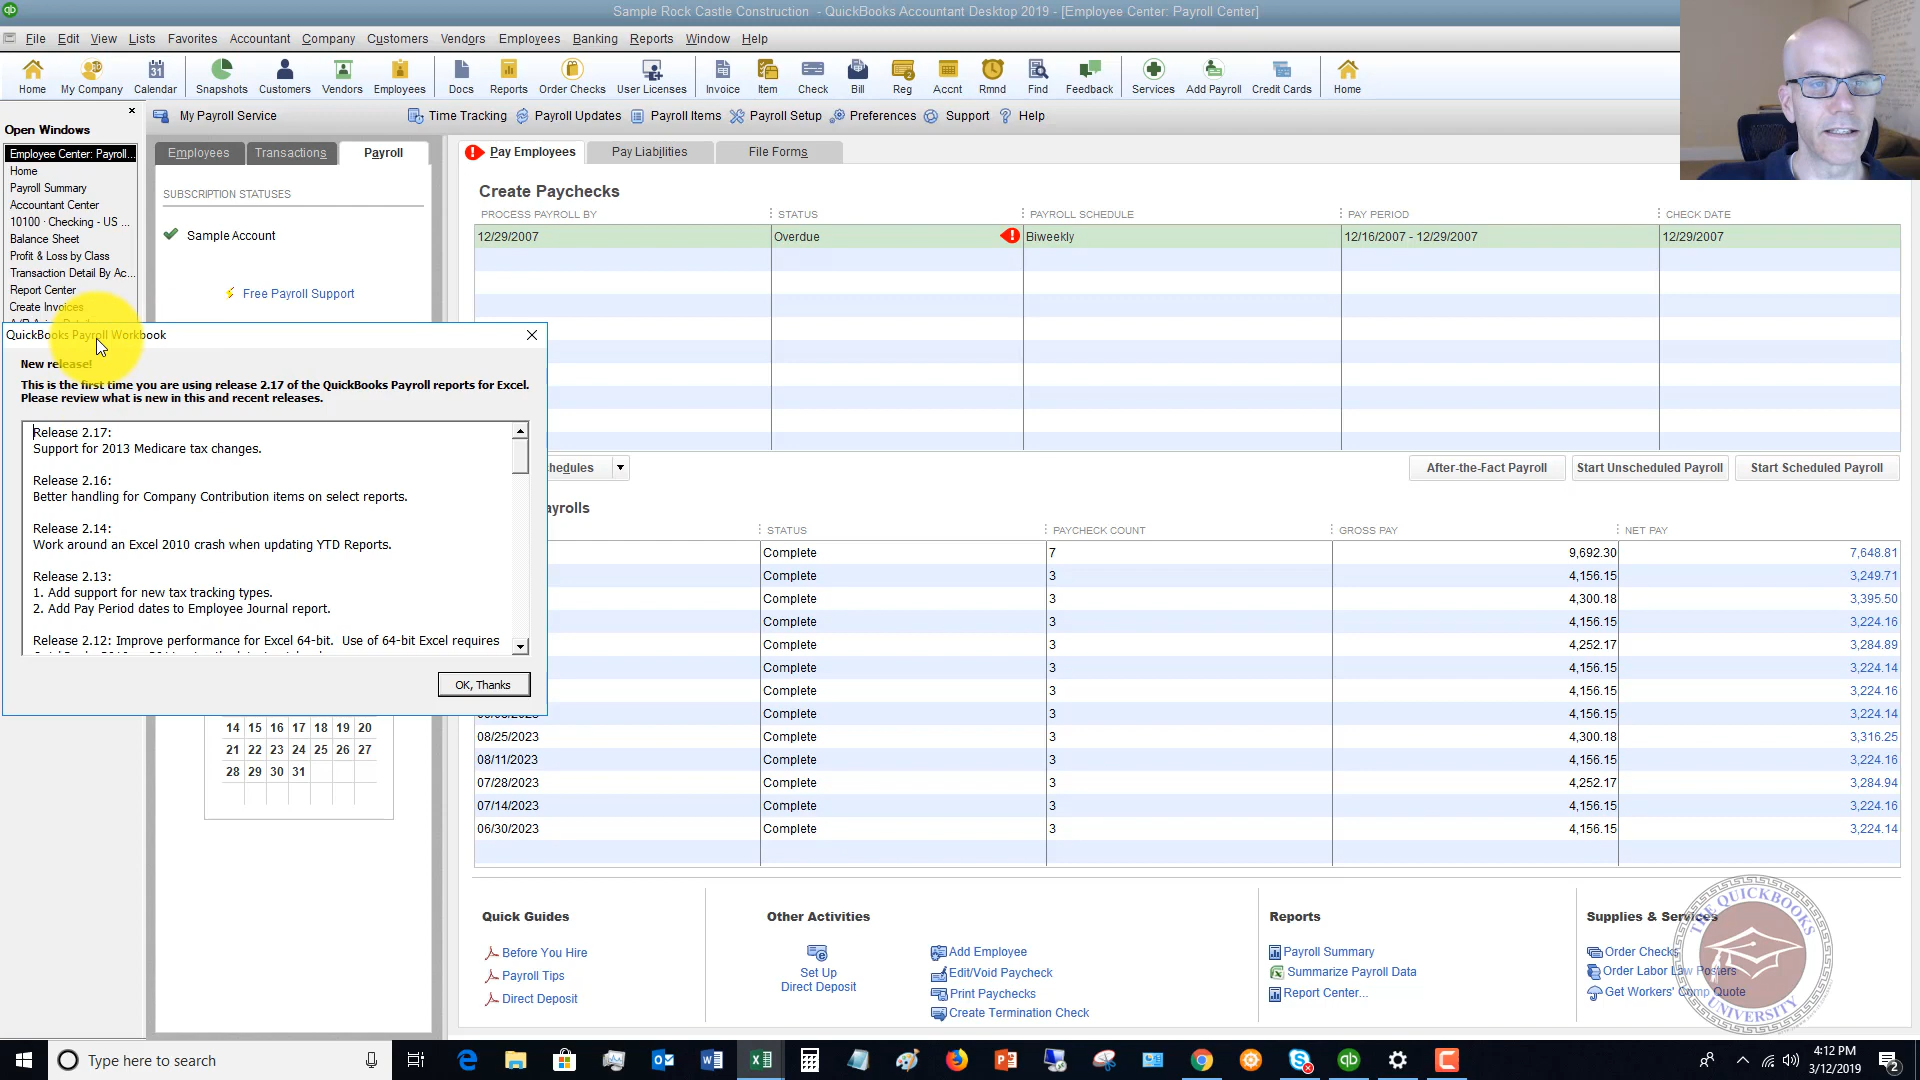 Sample Rock Castle Construction - QuickBooks Accountant Desktop 2019 - [Employee Center: Payroll Center]
File Edit View Lists Favorites Accountant Company Customers Vendors Employees Banking Reports Window Help
Home My Company Calendar Snapshots Customers Vendors Employees Docs Reports Order Checks User Licenses Invoice Item Check Bill Reg Accnt Rmnd Find Feedback Services Add Payroll Credit Cards Home
My Payroll Service Time Tracking Payroll Updates Payroll Items Payroll Setup Preferences Support Help
Open Windows
Employee Center: Payroll...
Home
Payroll Summary
Accountant Center
10100 · Checking - US ...
Balance Sheet
Profit & Loss by Class
Transaction Detail By Ac...
Report Center
Create Invoices
Employees Transactions Payroll
SUBSCRIPTION STATUSES
Sample Account
Free Payroll Support
Pay Employees Pay Liabilities File Forms
Create Paychecks
PROCESS PAYROLL BY STATUS PAYROLL SCHEDULE PAY PERIOD CHECK DATE
12/29/2007 Overdue Biweekly 12/16/2007 - 12/29/2007 12/29/2007
QuickBooks Payroll Workbook
New release!
This is the first time you are using release 2.17 of the QuickBooks Payroll reports for Excel.
Please review what is new in this and recent releases.
Release 2.17:
Support for 2013 Medicare tax changes.
Release 2.16:
Better handling for Company Contribution items on select reports.
Release 2.14:
Work around an Excel 2010 crash when updating YTD Reports.
Release 2.13:
1. Add support for new tax tracking types.
2. Add Pay Period dates to Employee Journal report.
Release 2.12: Improve performance for Excel 64-bit. Use of 64-bit Excel requires
OK, Thanks
hedules After-the-Fact Payroll Start Unscheduled Payroll Start Scheduled Payroll
ayrolls
STATUS PAYCHECK COUNT GROSS PAY NET PAY
Complete 7 9,692.30 7,648.81
Complete 3 4,156.15 3,249.71
Complete 3 4,300.18 3,395.50
Complete 3 4,156.15 3,224.16
Complete 3 4,252.17 3,284.89
Complete 3 4,156.15 3,224.14
Complete 3 4,156.15 3,224.16
Complete 3 4,156.15 3,224.14
08/25/2023 Complete 3 4,300.18 3,316.25
08/11/2023 Complete 3 4,156.15 3,224.16
07/28/2023 Complete 3 4,252.17 3,284.94
07/14/2023 Complete 3 4,156.15 3,224.16
06/30/2023 Complete 3 4,156.15 3,224.14
14 15 16 17 18 19 20
21 22 23 24 25 26 27
28 29 30 31
Quick Guides
Before You Hire
Payroll Tips
Direct Deposit
Other Activities
Set Up
Direct Deposit
Add Employee
Edit/Void Paycheck
Print Paychecks
Create Termination Check
Reports
Payroll Summary
Summarize Payroll Data
Report Center...
Supplies & Services
Order Checks
Order Labor Law Posters
Get Workers' Comp Quote
THE QUICKBOOKS UNIVERSITY
Type here to search
4:12 PM
3/12/2019
2